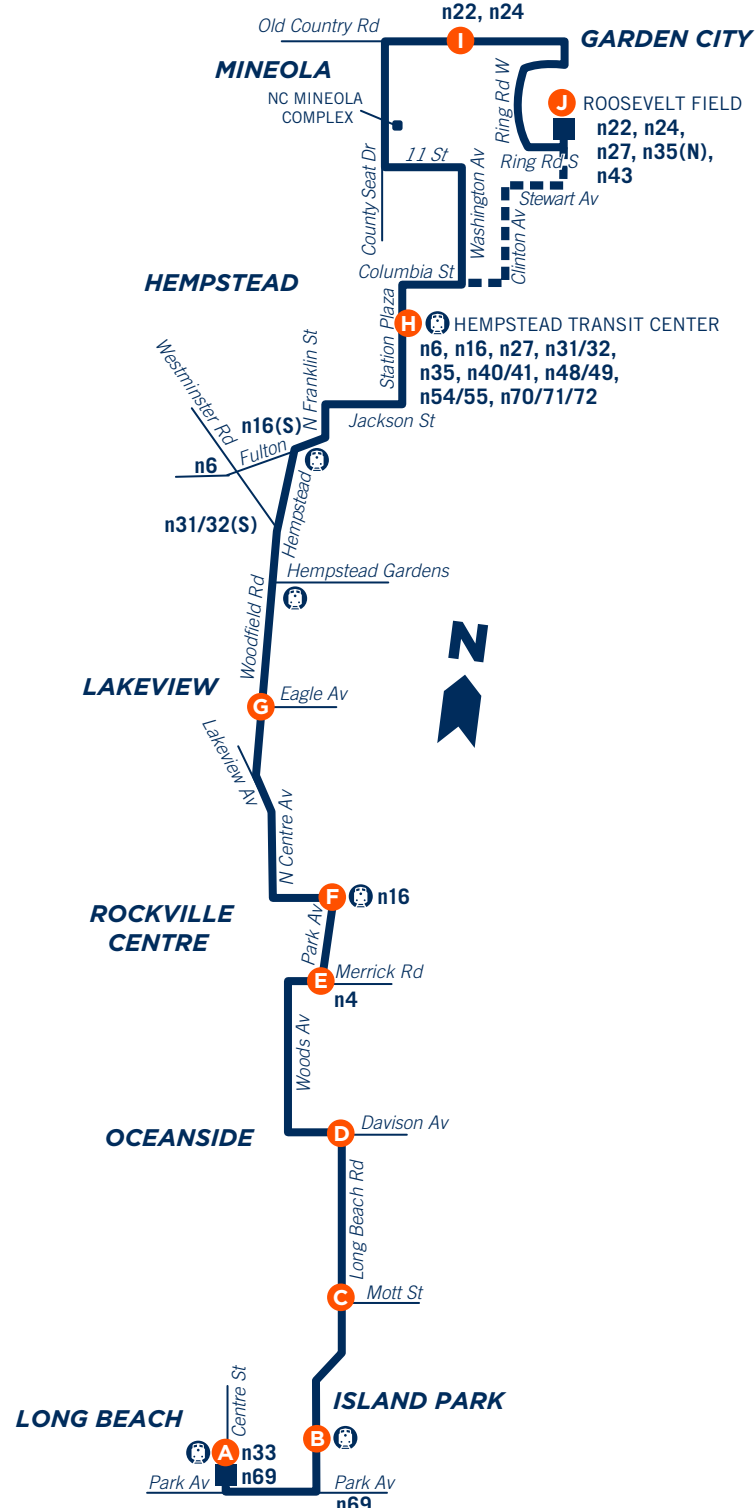 n22, n24
Old Country Rd
I
GARDEN CITY
MINEOLA
Ring Rd W
NC MINEOLA
COMPLEX
J ROOSEVELT FIELD
n22, n24,
n27, n35(N),
n43
11 St
Ring Rd S
Washington Av
Stewart Av
County Seat Dr
Clinton Av
Columbia St
HEMPSTEAD
Station Plaza
H HEMPSTEAD TRANSIT CENTER
n6, n16, n27, n31/32,
n35, n40/41, n48/49,
n54/55, n70/71/72
N Franklin St
Westminster Rd
Jackson St
n16(S)
Fulton
n6
Hempstead
n31/32(S)
Hempstead Gardens
Woodfield Rd
N
LAKEVIEW
G
Eagle Av
Lakeview Av
N Centre Av
F n16
ROCKVILLE
CENTRE
Park Av
E
Merrick Rd
n4
Woods Av
OCEANSIDE
D
Davison Av
Long Beach Rd
C
Mott St
ISLAND PARK
Centre St
LONG BEACH
B
A n33
n69
Park Av
Park Av
n69